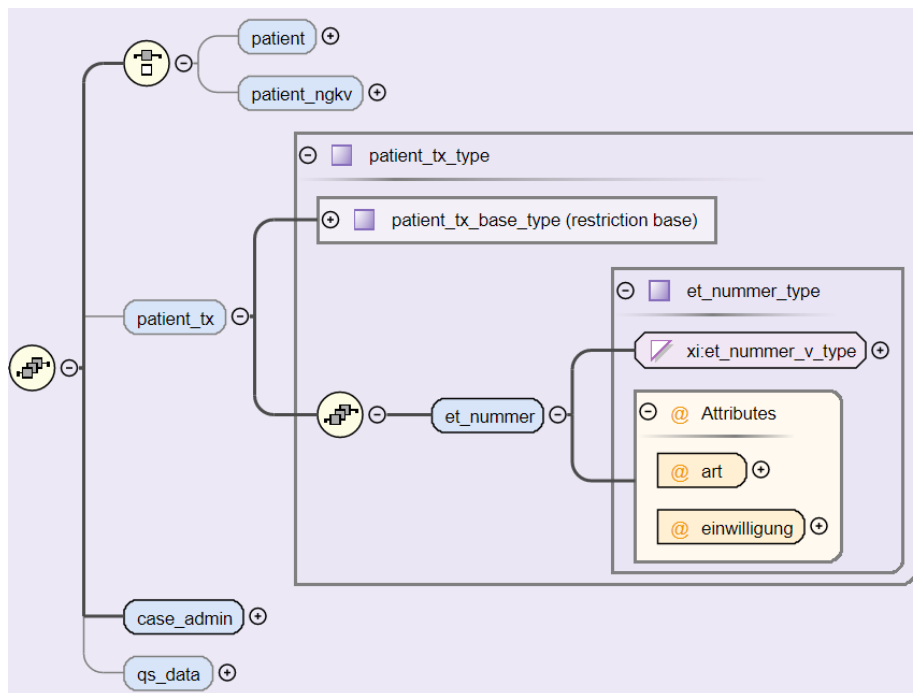 patient
patient_ngkv
patient_tx_type
patient_tx_base_type (restriction base)
et_nummer_type
patient_tx
xi:et_nummer_v_type
@ Attributes
et_nummer
@ art
@ einwilligung
case_admin
qs_data